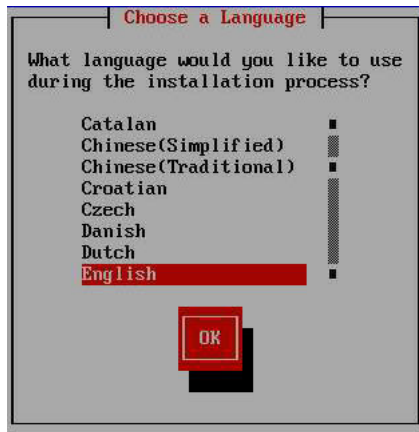 Choose a Language
What language would you like to use
during the installation process?
Catalan
Chinese(Simplified)
Chinese(Traditional)
Croatian
Czech
Danish
Dutch
English
OK